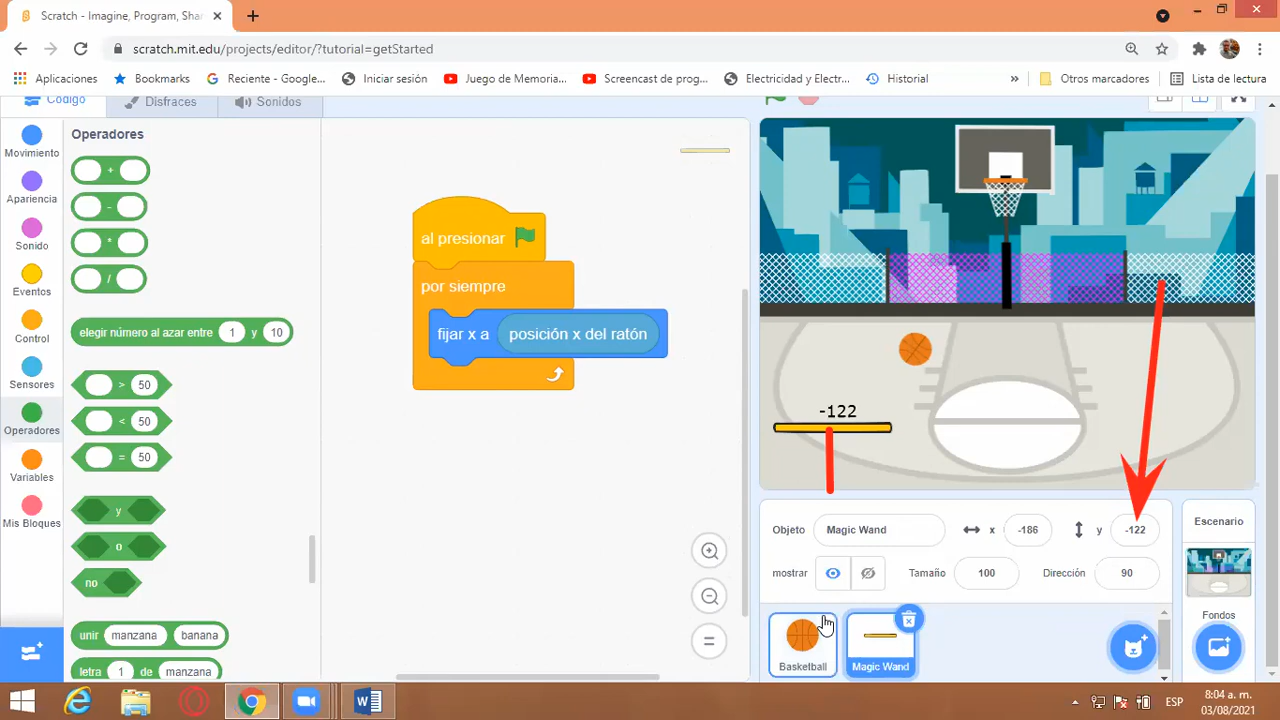 Scratch - Imagine, Program, Sha
scratch.mit.edu/projects/editor/?tutorial=getStarted
Aplicaciones
Bookmarks
Reciente - Google...
Iniciar sesión
Juego de Memoria...
Screencast de prog...
Electricidad y Electr...
Historial
»
Otros marcadores
Lista de lectura
Código
Disfraces
Sonidos
Movimiento
Apariencia
Sonido
Eventos
Control
Sensores
Operadores
Variables
Mis Bloques
Operadores
+
-
*
/
elegir número al azar entre 1 y 10
> 50
< 50
= 50
y
o
no
unir manzana banana
letra 1 de manzana
al presionar
por siempre
fijar x a posición x del ratón
-122
Objeto Magic Wand x -186 y -122
mostrar Tamaño 100 Dirección 90
Basketball
Magic Wand
Escenario
Fondos
ESP
8:04 a. m.
03/08/2021